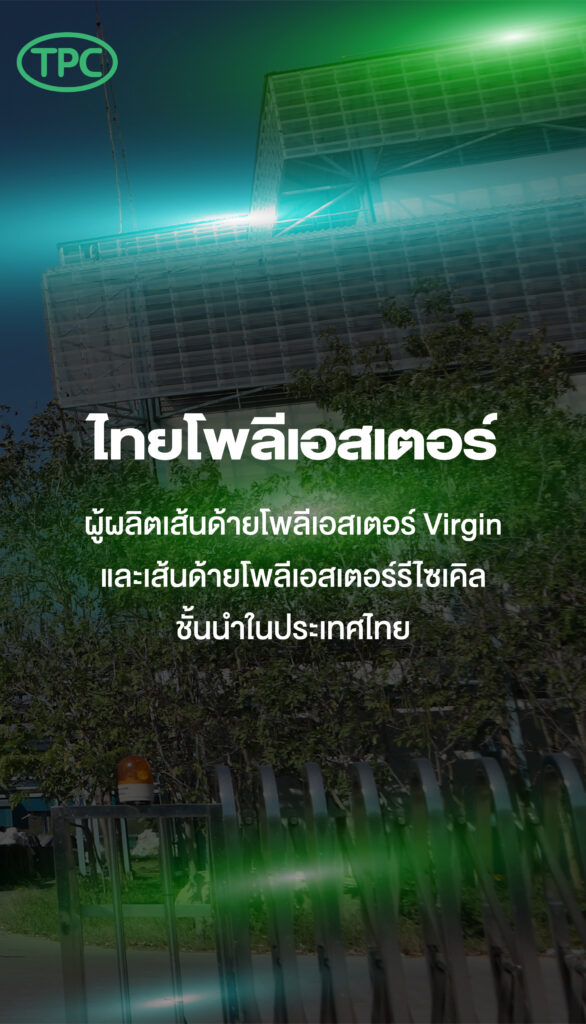 TPC
ไทยโพลีเอสเตอร์
ผู้ผลิตเส้นด้ายโพลีเอสเตอร์ Virgin
และเส้นด้ายโพลีเอสเตอร์รีไซเคิล
ชั้นนำในประเทศไทย